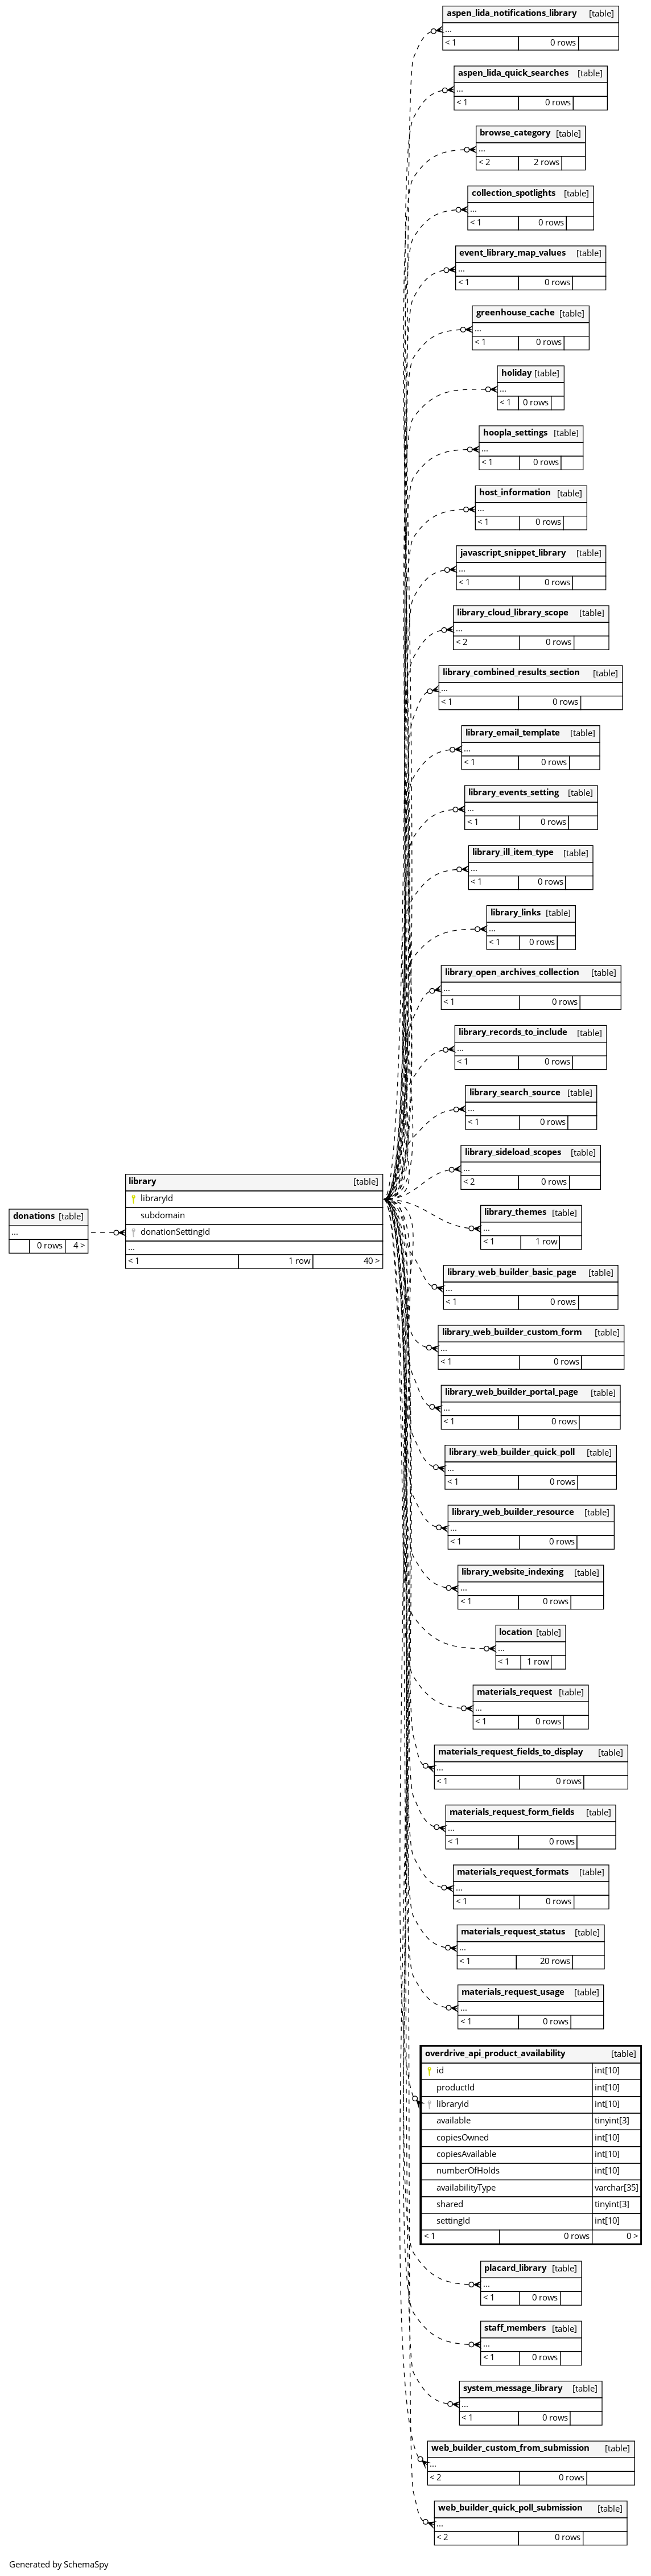 aspen_lida_notifications_library [table]
...
< 1 0 rows
aspen_lida_quick_searches [table]
...
< 1 0 rows
browse_category [table]
...
< 2 2 rows
collection_spotlights [table]
...
< 1 0 rows
event_library_map_values [table]
...
< 1 0 rows
greenhouse_cache [table]
...
< 1 0 rows
holiday [table]
...
< 1 0 rows
hoopla_settings [table]
...
< 1 0 rows
host_information [table]
...
< 1 0 rows
javascript_snippet_library [table]
...
< 1 0 rows
library_cloud_library_scope [table]
...
< 2 0 rows
library_combined_results_section [table]
...
< 1 0 rows
library_email_template [table]
...
< 1 0 rows
library_events_setting [table]
...
< 1 0 rows
library_ill_item_type [table]
...
< 1 0 rows
library_links [table]
...
< 1 0 rows
library_open_archives_collection [table]
...
< 1 0 rows
library_records_to_include [table]
...
< 1 0 rows
library_search_source [table]
...
< 1 0 rows
library_sideload_scopes [table]
...
< 2 0 rows
donations [table]
...
0 rows 4 >
library [table]
libraryId
subdomain
donationSettingId
...
< 1 1 row 40 >
library_themes [table]
...
< 1 1 row
library_web_builder_basic_page [table]
...
< 1 0 rows
library_web_builder_custom_form [table]
...
< 1 0 rows
library_web_builder_portal_page [table]
...
< 1 0 rows
library_web_builder_quick_poll [table]
...
< 1 0 rows
library_web_builder_resource [table]
...
< 1 0 rows
library_website_indexing [table]
...
< 1 0 rows
location [table]
...
< 1 1 row
materials_request [table]
...
< 1 0 rows
materials_request_fields_to_display [table]
...
< 1 0 rows
materials_request_form_fields [table]
...
< 1 0 rows
materials_request_formats [table]
...
< 1 0 rows
materials_request_status [table]
...
< 1 20 rows
materials_request_usage [table]
...
< 1 0 rows
overdrive_api_product_availability [table]
id int[10]
productId int[10]
libraryId int[10]
available tinyint[3]
copiesOwned int[10]
copiesAvailable int[10]
numberOfHolds int[10]
availabilityType varchar[35]
shared tinyint[3]
settingId int[10]
< 1 0 rows 0 >
placard_library [table]
...
< 1 0 rows
staff_members [table]
...
< 1 0 rows
system_message_library [table]
...
< 1 0 rows
web_builder_custom_from_submission [table]
...
< 2 0 rows
web_builder_quick_poll_submission [table]
...
< 2 0 rows
Generated by SchemaSpy